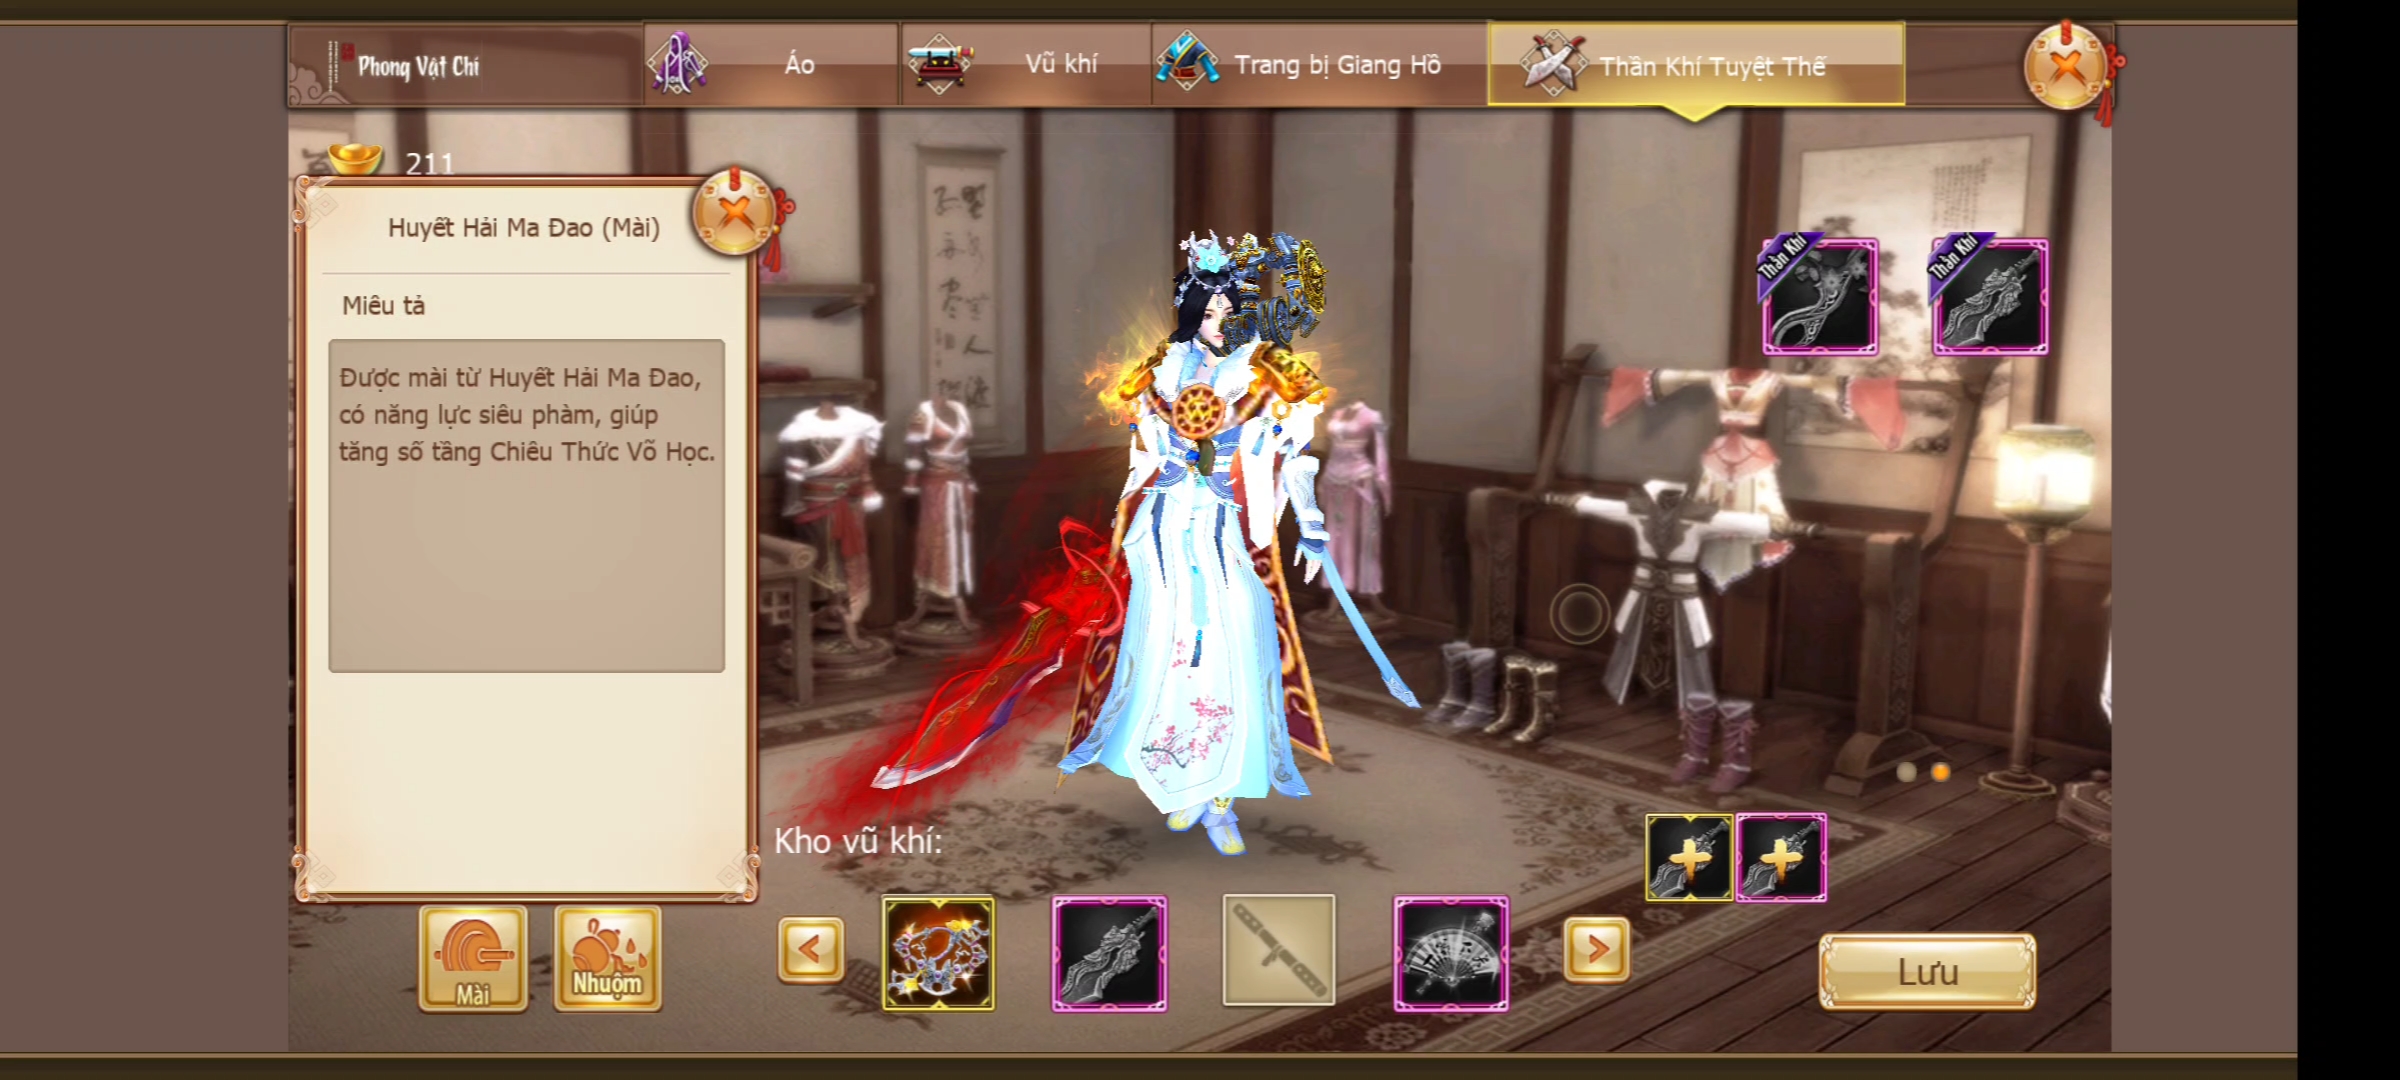 Phong Vật Chí
Áo
Vũ khí
Trang bị Giang Hồ
Thần Khí Tuyệt Thế
211
Huyết Hải Ma Đao (Mài)
Miêu tả
Được mài từ Huyết Hải Ma Đao,
có năng lực siêu phàm, giúp
tăng số tầng Chiêu Thức Võ Học.
Thần Khí
Thần Khí
Kho vũ khí:
Mài
Nhuộm
Lưu